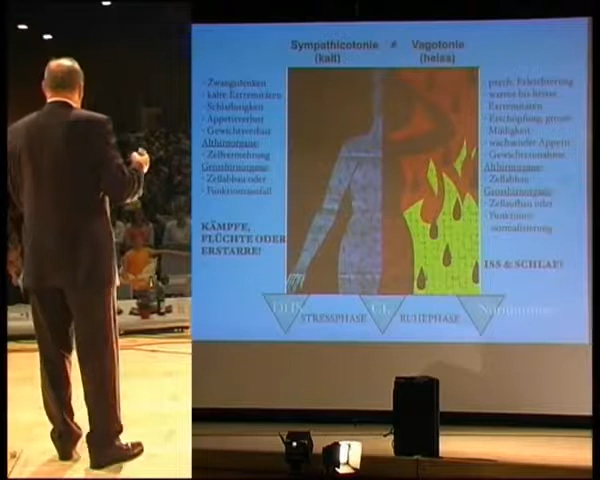 Sympathicotonie ≠ Vagotonie
(kalt) (heiss)
· Zwangsdenken
· kalte Extremitäten
· Schlaflosigkeit
· Appetitverlust
· Gewichtsverlust
Althirnorgane:
· Zellvermehrung
Grosshirnorgane:
· Zellabbau oder
· Funktionsausfall
KÄMPFE,
FLÜCHTE ODER
ERSTARRE!
· psych. Erleichterung
· warme bis heisse
Extremitäten
· Erschöpfung, grosse
Müdigkeit
· wachsender Appetit
· Gewichtszunahme
Althirnorgane:
· Zellabbau
Grosshirnorgane:
· Zellaufbau oder
· Funktions-
normalisierung
ISS & SCHLAF!
DHS STRESSPHASE CL RUHEPHASE